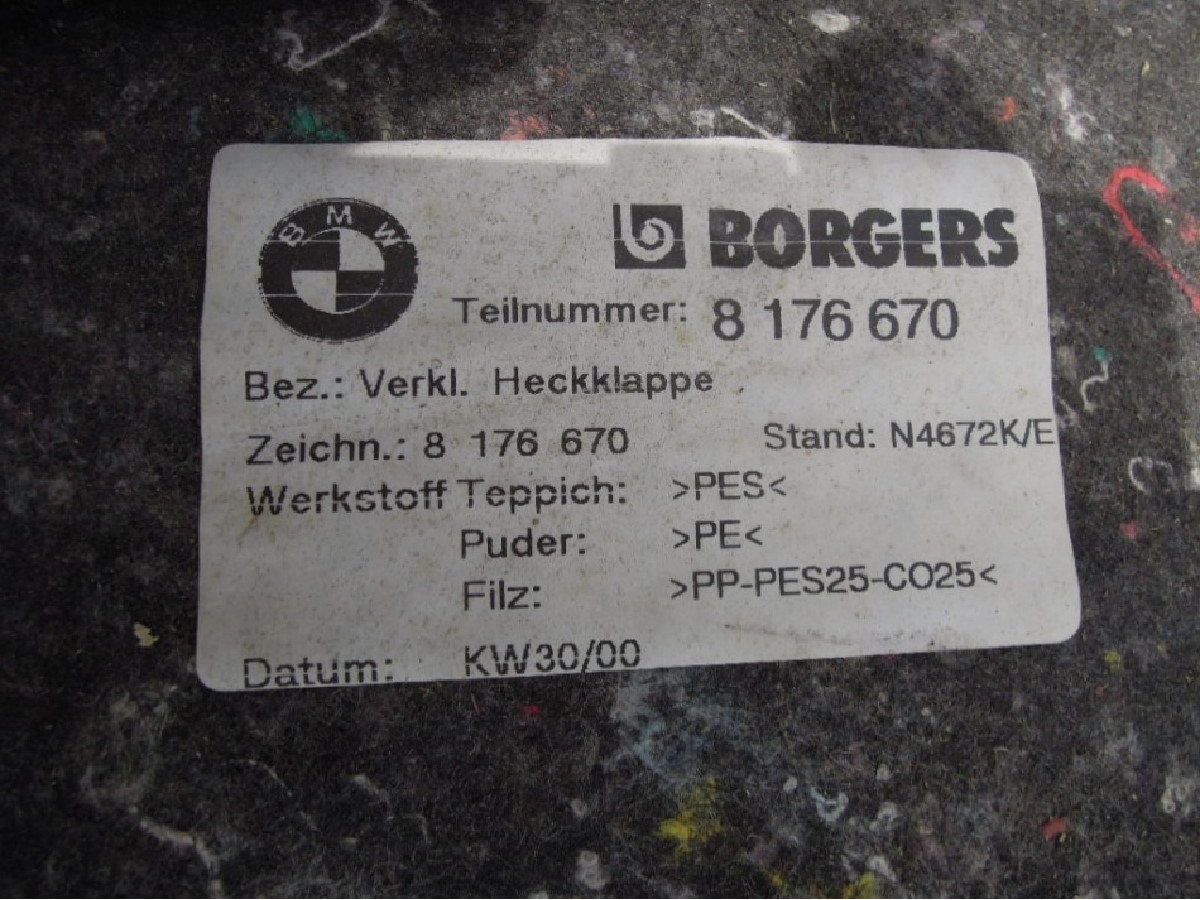 BMW
BORGERS
Teilnummer: 8 176 670
Bez.: Verkl. Heckklappe
Zeichn.: 8 176 670 Stand: N4672K/E
Werkstoff Teppich: >PES<
Puder: >PE<
Filz: >PP-PES25-CO25<
Datum: KW30/00